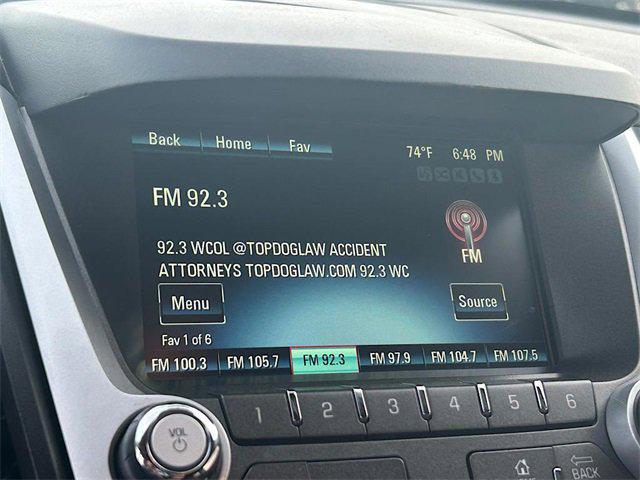 Back Home Fav 74°F 6:48 PM
FM 92.3
FM
92.3 WCOL @TOPDOGLAW ACCIDENT
ATTORNEYS TOPDOGLAW.COM 92.3 WC
Menu Source
Fav 1 of 6
FM 100.3 FM 105.7 FM 92.3 FM 97.9 FM 104.7 FM 107.5
1 2 3 4 5 6
VOL
BACK